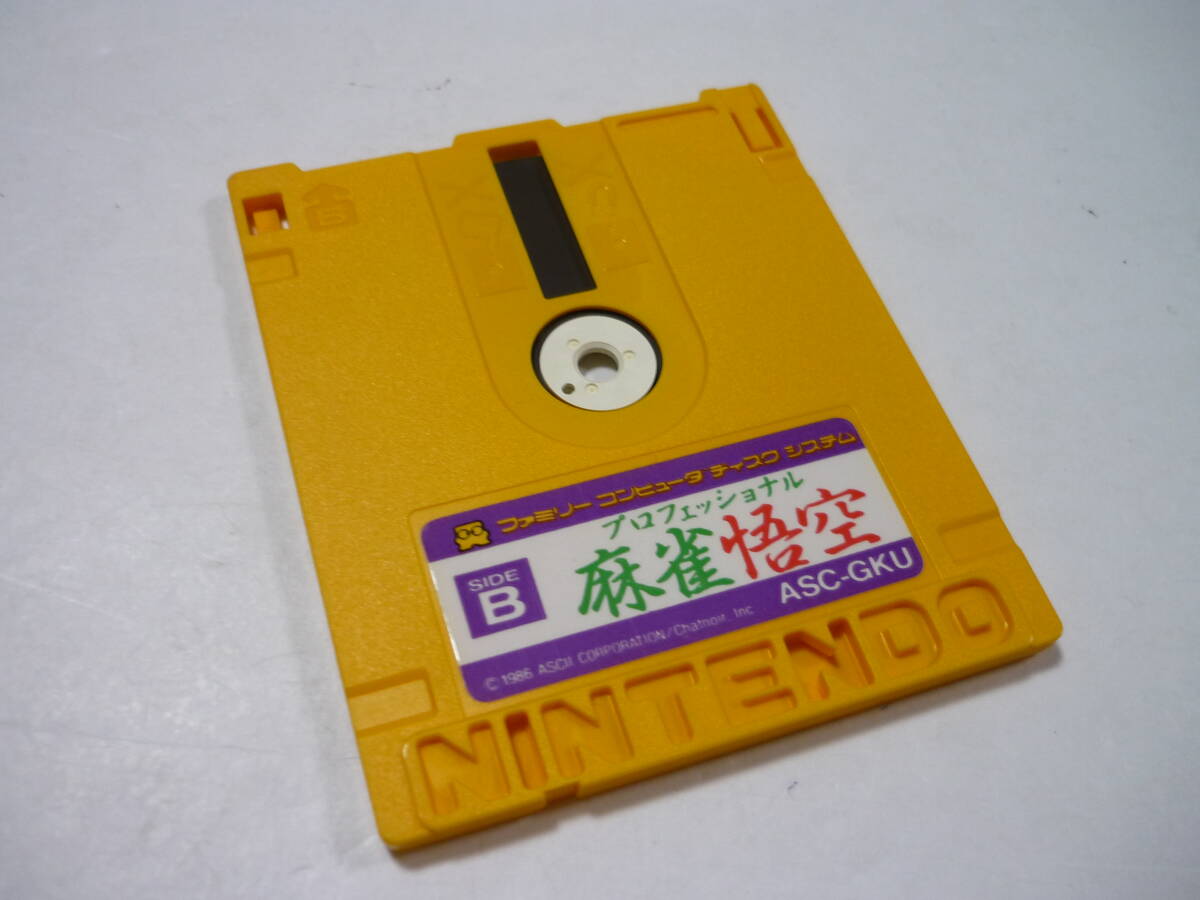 B
ファミリー コンピュータ ディスク システム
プロフェッショナル
麻雀悟空
SIDE
B
ASC-GKU
© 1986 ASCII CORPORATION/Chatnoir, Inc
NINTENDO